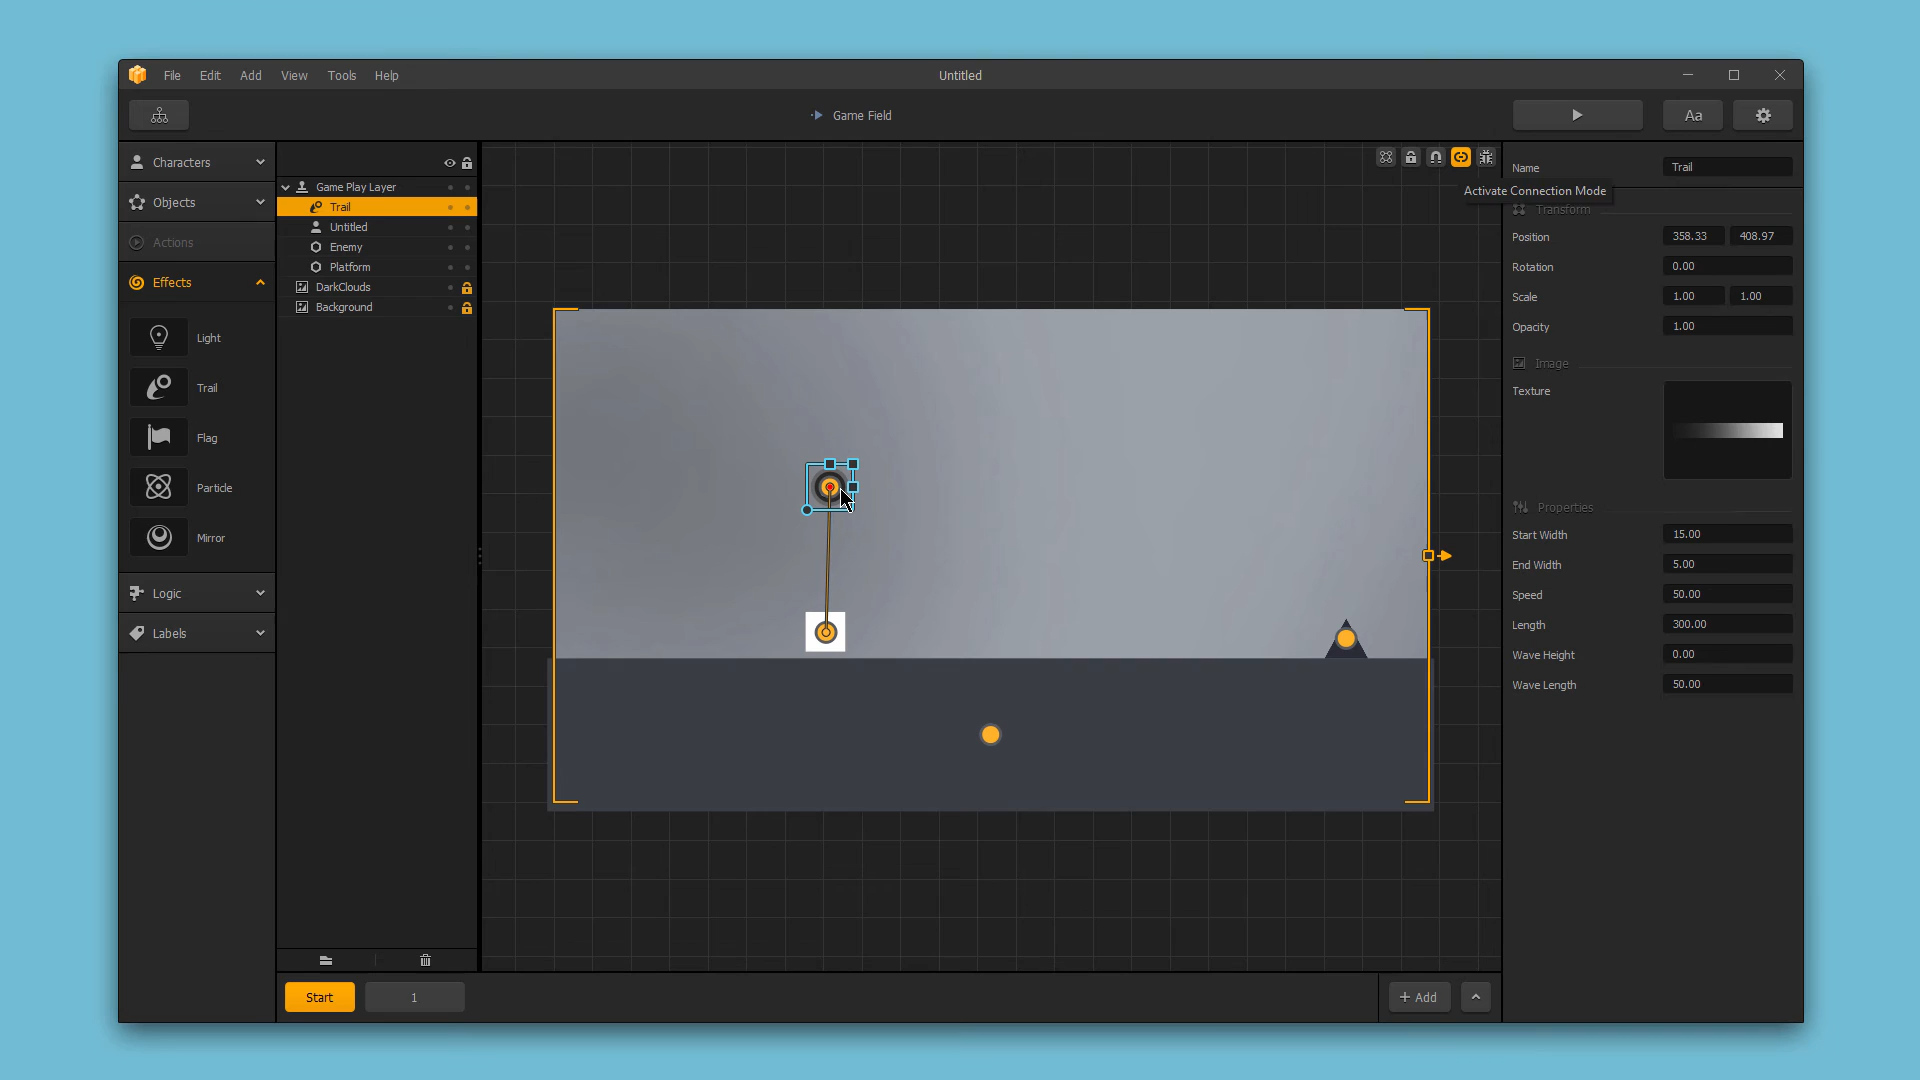 File Edit Add View Tools Help
Untitled
Game Field
Aa
Characters
Objects
Actions
Effects
Light
Trail
Flag
Particle
Mirror
Logic
Labels
Game Play Layer
Trail
Untitled
Enemy
Platform
DarkClouds
Background
Activate Connection Mode
Name Trail
Transform
Position 358.33 408.97
Rotation 0.00
Scale 1.00 1.00
Opacity 1.00
Image
Texture
Properties
Start Width 15.00
End Width 5.00
Speed 50.00
Length 300.00
Wave Height 0.00
Wave Length 50.00
Start 1
+ Add